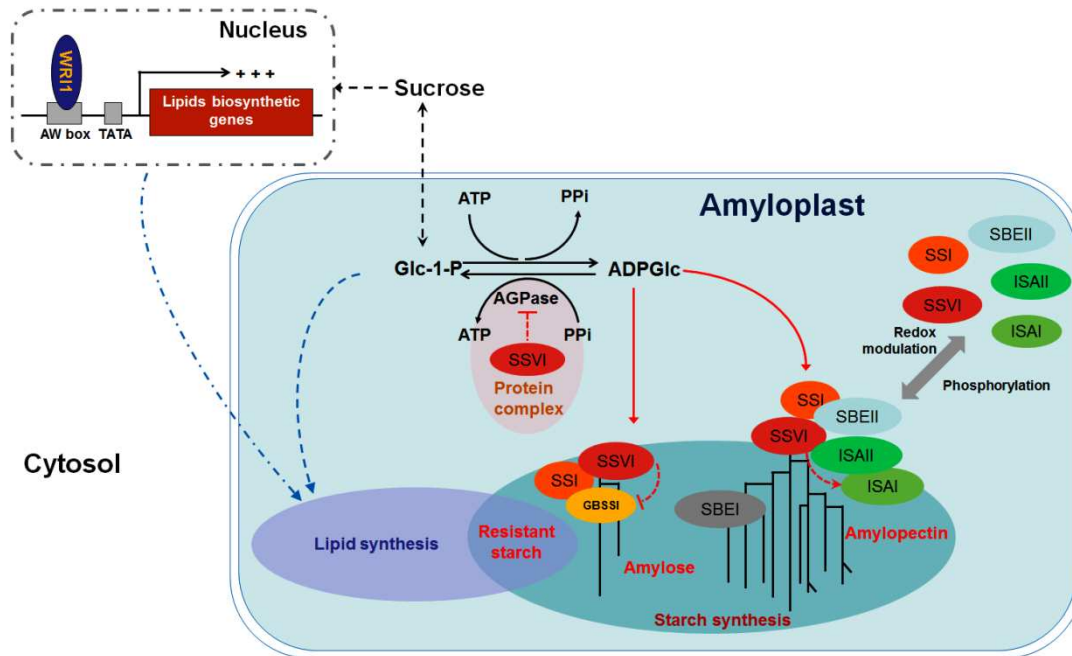 Nucleus
WRI1
+ + +
Lipids biosynthetic
genes
AW box
TATA
Sucrose
Amyloplast
ATP
PPi
Glc-1-P
ADPGlc
AGPase
ATP
PPi
SSVI
Protein
complex
SBEII
SSI
ISAII
SSVI
ISAI
Redox
modulation
Phosphorylation
SSI
SBEII
SSVI
ISAII
ISAI
Cytosol
SSVI
SSI
GBSSI
SBEI
Lipid synthesis
Resistant
starch
Amylose
Amylopectin
Starch synthesis